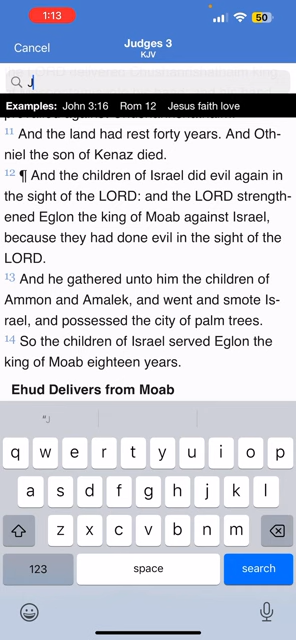 1:13
50
Cancel
Judges 3
KJV
J
Examples: John 3:16 Rom 12 Jesus faith love
11 And the land had rest forty years. And Oth-
niel the son of Kenaz died.
12 ¶ And the children of Israel did evil again in
the sight of the LORD: and the LORD strength-
ened Eglon the king of Moab against Israel,
because they had done evil in the sight of the
LORD.
13 And he gathered unto him the children of
Ammon and Amalek, and went and smote Is-
rael, and possessed the city of palm trees.
14 So the children of Israel served Eglon the
king of Moab eighteen years.
Ehud Delivers from Moab
"J
q w e r t y u i o p
a s d f g h j k l
z x c v b n m
123 space search